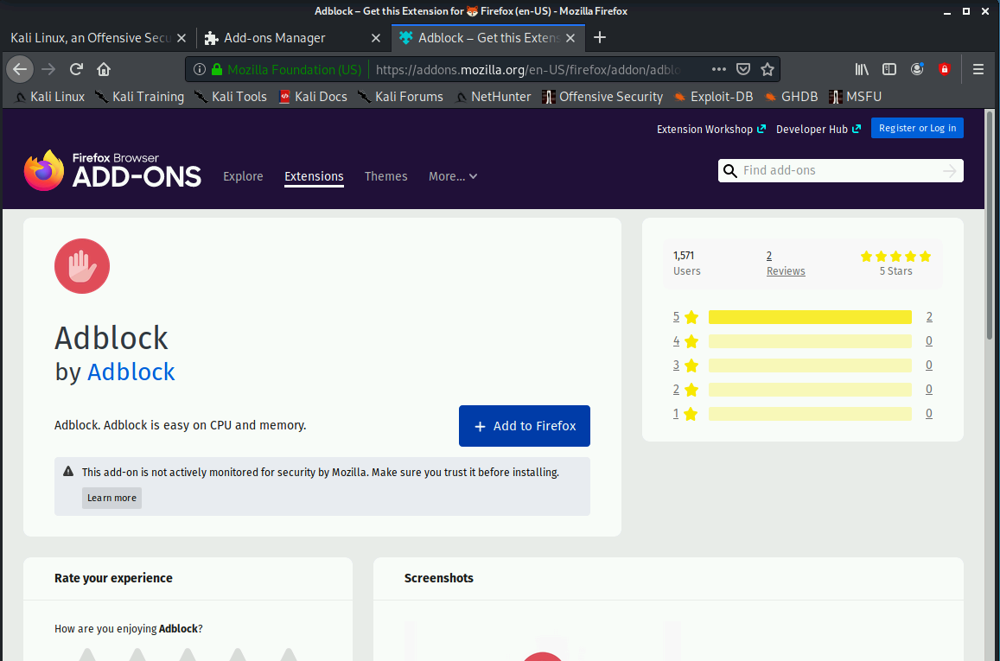 Adblock – Get this Extension for 🦊 Firefox (en-US) - Mozilla Firefox
Kali Linux, an Offensive Secu
Add-ons Manager
Adblock – Get this Extens
Mozilla Foundation (US)
https://addons.mozilla.org/en-US/firefox/addon/adblo
Kali Linux
Kali Training
Kali Tools
Kali Docs
Kali Forums
NetHunter
Offensive Security
Exploit-DB
GHDB
MSFU
Extension Workshop
Developer Hub
Register or Log in
Firefox Browser
ADD-ONS
Explore
Extensions
Themes
More...
Find add-ons
Adblock
by Adblock
Adblock. Adblock is easy on CPU and memory.
+ Add to Firefox
This add-on is not actively monitored for security by Mozilla. Make sure you trust it before installing.
Learn more
1,571
Users
2
Reviews
5 Stars
5 2
4 0
3 0
2 0
1 0
Rate your experience
How are you enjoying Adblock?
Screenshots